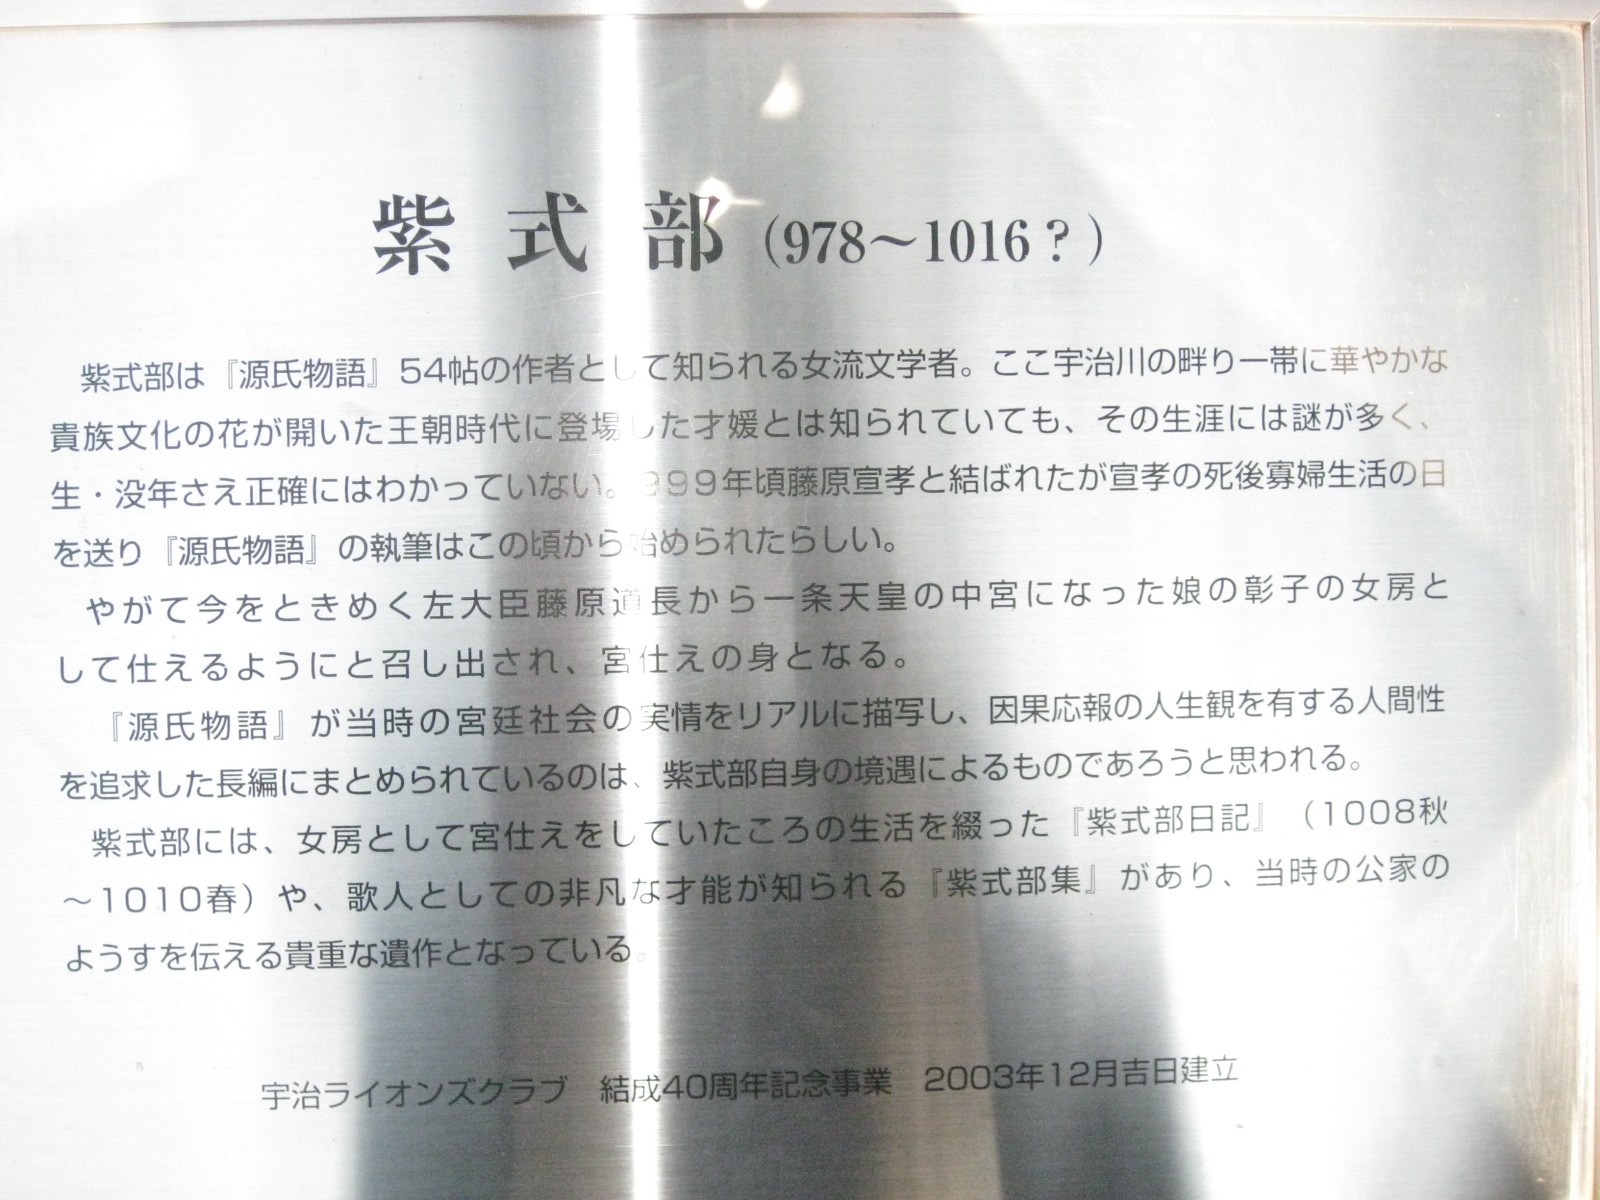 紫式部（978～1016？）
紫式部は『源氏物語』54帖の作者として知られる女流文学者。ここ宇治川の畔り一帯に華やかな
貴族文化の花が開いた王朝時代に登場した才媛とは知られていても、その生涯には謎が多く、
生・没年さえ正確にはわかっていない。999年頃藤原宣孝と結ばれたが宣孝の死後寡婦生活の日
を送り『源氏物語』の執筆はこの頃から始められたらしい。
やがて今をときめく左大臣藤原道長から一条天皇の中宮になった娘の彰子の女房と
して仕えるようにと召し出され、宮仕えの身となる。
『源氏物語』が当時の宮廷社会の実情をリアルに描写し、因果応報の人生観を有する人間性
を追求した長編にまとめられているのは、紫式部自身の境遇によるものであろうと思われる。
紫式部には、女房として宮仕えをしていたころの生活を綴った『紫式部日記』（1008秋
～1010春）や、歌人としての非凡な才能が知られる『紫式部集』があり、当時の公家の
ようすを伝える貴重な遺作となっている。
宇治ライオンズクラブ　結成40周年記念事業　2003年12月吉日建立